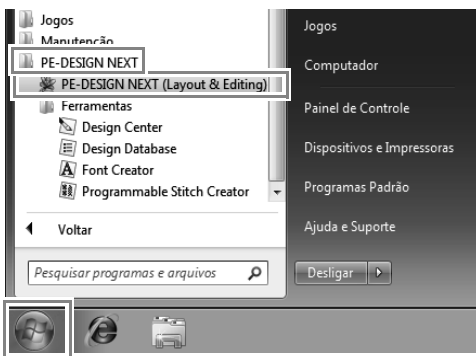 Jogos
Manutenção
PE-DESIGN NEXT
PE-DESIGN NEXT (Layout & Editing)
Ferramentas
Design Center
Design Database
Font Creator
Programmable Stitch Creator
Voltar
Pesquisar programas e arquivos
Jogos
Computador
Painel de Controle
Dispositivos e Impressoras
Programas Padrão
Ajuda e Suporte
Desligar